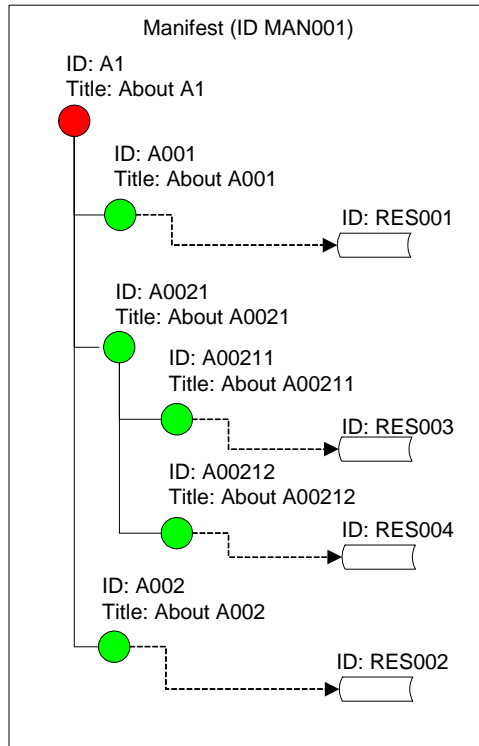 Manifest (ID MAN001)
ID: A1
Title: About A1
ID: A001
Title: About A001
ID: RES001
ID: A0021
Title: About A0021
ID: A00211
Title: About A00211
ID: RES003
ID: A00212
Title: About A00212
ID: RES004
ID: A002
Title: About A002
ID: RES002